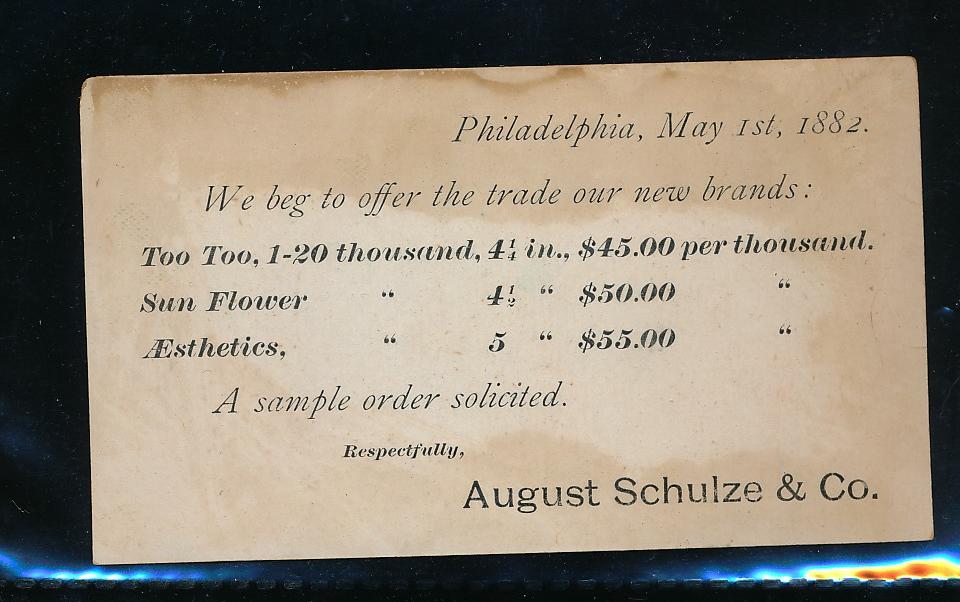 Philadelphia, May 1st, 1882.
We beg to offer the trade our new brands:
Too Too, 1-20 thousand, 4¼ in., $45.00 per thousand.
Sun Flower “ 4½ “ $50.00 “
Æsthetics, “ 5 “ $55.00 “
A sample order solicited.
Respectfully,
August Schulze & Co.